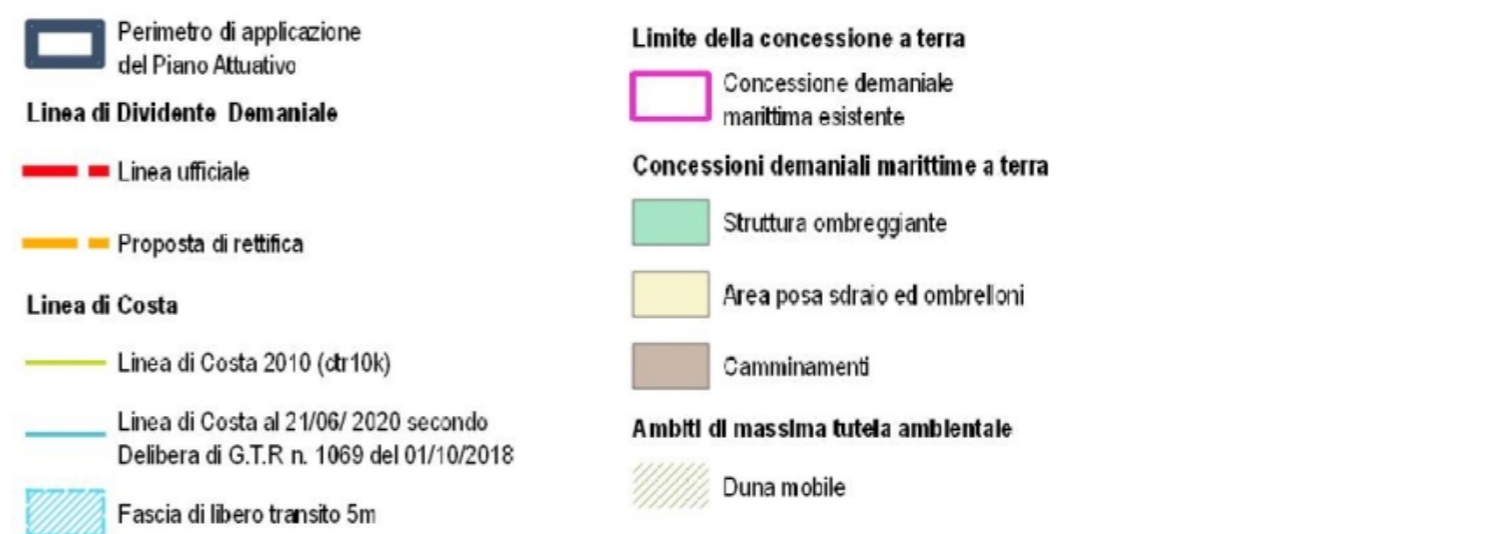 Perimetro di applicazione
del Piano Attuativo
Linea di Dividente Demaniale
Linea ufficiale
Proposta di rettifica
Linea di Costa
Linea di Costa 2010 (ctr10k)
Linea di Costa al 21/06/ 2020 secondo
Delibera di G.T.R n. 1069 del 01/10/2018
Fascia di libero transito 5m
Limite della concessione a terra
Concessione demaniale
marittima esistente
Concessioni demaniali marittime a terra
Struttura ombreggiante
Area posa sdraio ed ombrelloni
Camminamenti
Ambiti di massima tutela ambientale
Duna mobile